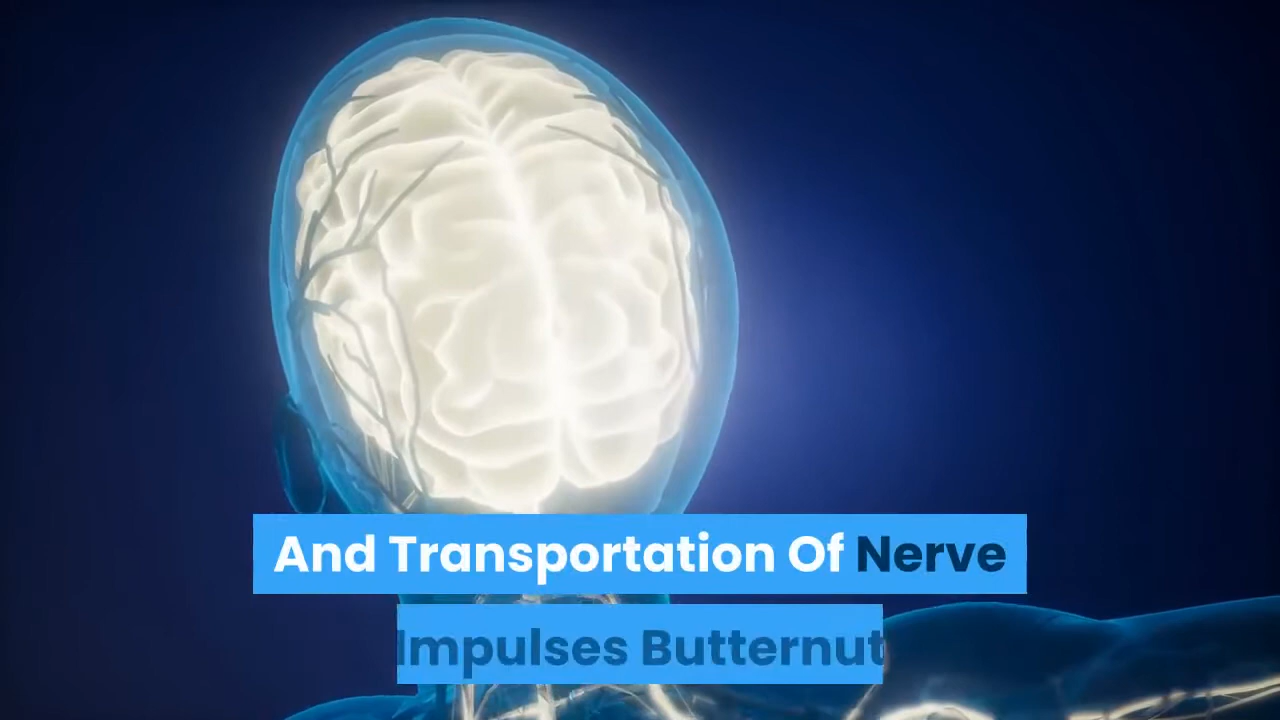 And Transportation Of Nerve
Impulses Butternut